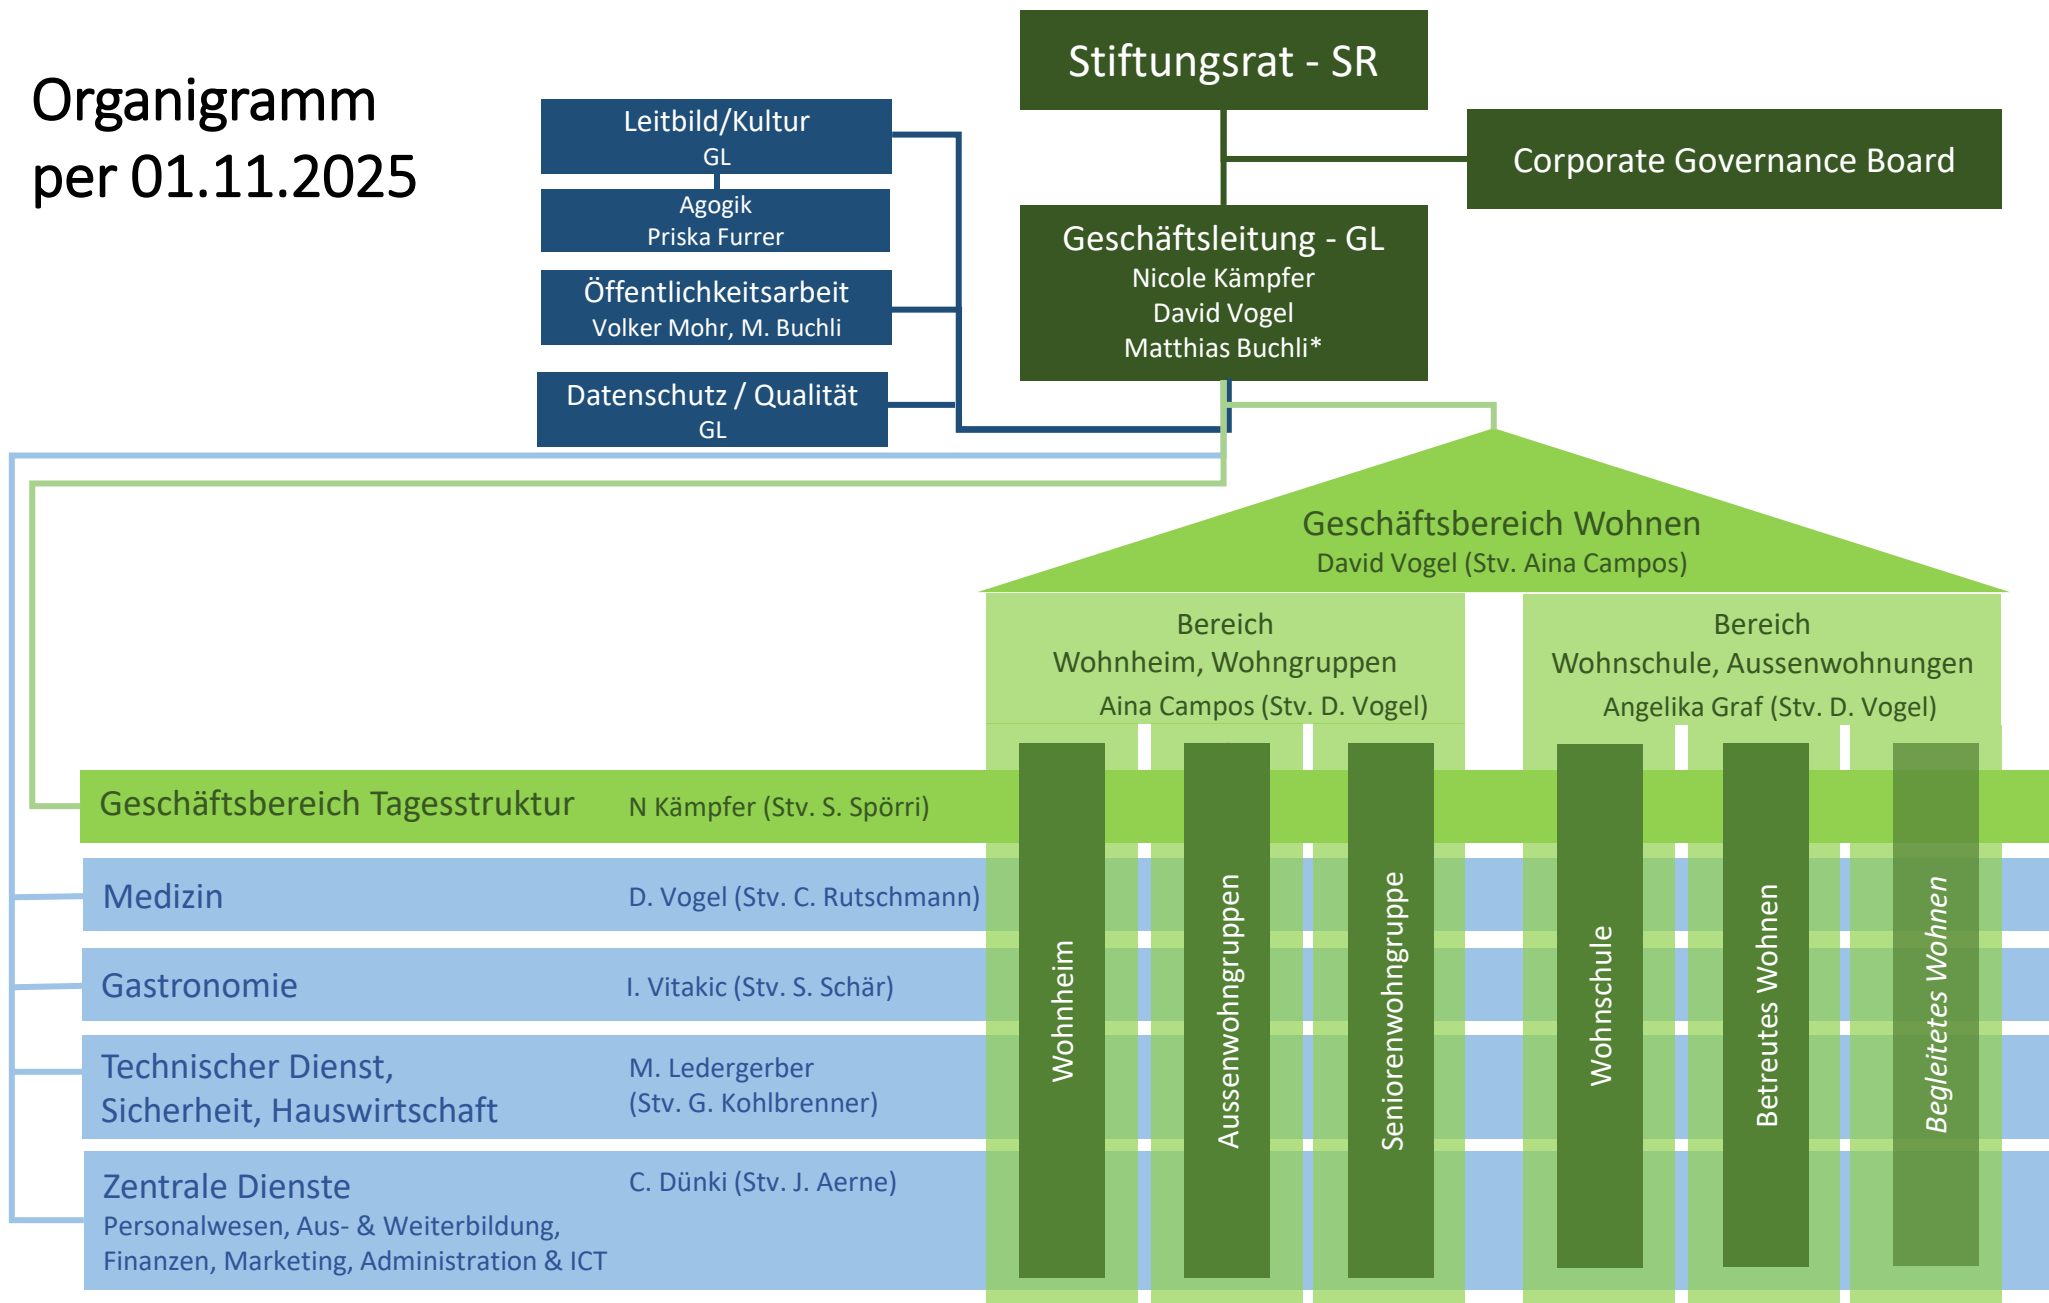 Organigramm
per 01.11.2025
Stiftungsrat - SR
Corporate Governance Board
Leitbild/Kultur
GL
Agogik
Priska Furrer
Öffentlichkeitsarbeit
Volker Mohr, M. Buchli
Datenschutz / Qualität
GL
Geschäftsleitung - GL
Nicole Kämpfer
David Vogel
Matthias Buchli*
Geschäftsbereich Wohnen
David Vogel (Stv. Aina Campos)
Bereich
Wohnheim, Wohngruppen
Aina Campos (Stv. D. Vogel)
Bereich
Wohnschule, Aussenwohnungen
Angelika Graf (Stv. D. Vogel)
Geschäftsbereich Tagesstruktur
N Kämpfer (Stv. S. Spörri)
Medizin
D. Vogel (Stv. C. Rutschmann)
Gastronomie
I. Vitakic (Stv. S. Schär)
Technischer Dienst,
Sicherheit, Hauswirtschaft
M. Ledergerber
(Stv. G. Kohlbrenner)
Zentrale Dienste
Personalwesen, Aus- & Weiterbildung,
Finanzen, Marketing, Administration & ICT
C. Dünki (Stv. J. Aerne)
Wohnheim
Aussenwohngruppen
Seniorenwohngruppe
Wohnschule
Betreutes Wohnen
Begleitetes Wohnen